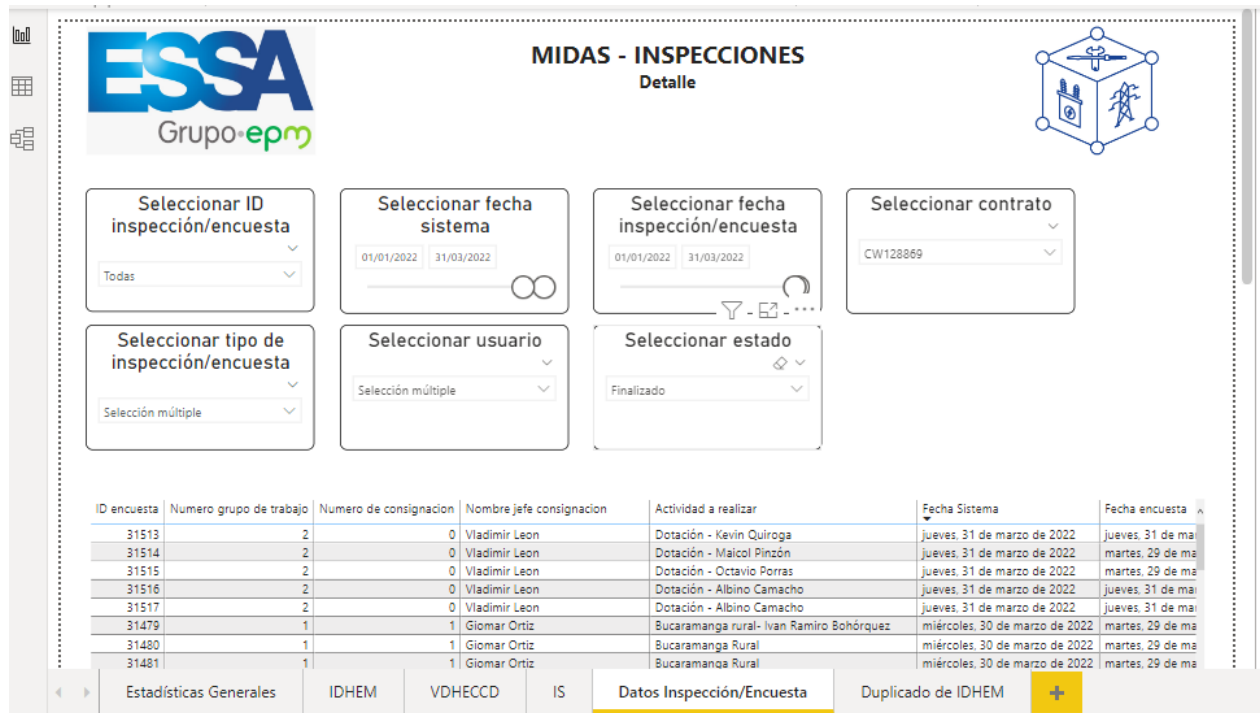 ESSA
Grupo·epm
MIDAS - INSPECCIONES
Detalle
Seleccionar ID
inspección/encuesta
Todas
Seleccionar fecha
sistema
01/01/2022 31/03/2022
Seleccionar fecha
inspección/encuesta
01/01/2022 31/03/2022
Seleccionar contrato
CW128869
Seleccionar tipo de
inspección/encuesta
Selección múltiple
Seleccionar usuario
Selección múltiple
Seleccionar estado
Finalizado
ID encuesta Numero grupo de trabajo Numero de consignacion Nombre jefe consignacion Actividad a realizar Fecha Sistema Fecha encuesta
31513 2 0 Vladimir Leon Dotación - Kevin Quiroga jueves, 31 de marzo de 2022 jueves, 31 de mar
31514 2 0 Vladimir Leon Dotación - Maicol Pinzón jueves, 31 de marzo de 2022 martes, 29 de ma
31515 2 0 Vladimir Leon Dotación - Octavio Porras jueves, 31 de marzo de 2022 martes, 29 de ma
31516 2 0 Vladimir Leon Dotación - Albino Camacho jueves, 31 de marzo de 2022 jueves, 31 de mar
31517 2 0 Vladimir Leon Dotación - Albino Camacho jueves, 31 de marzo de 2022 jueves, 31 de mar
31479 1 1 Giomar Ortiz Bucaramanga rural- Ivan Ramiro Bohórquez miércoles, 30 de marzo de 2022 martes, 29 de ma
31480 1 1 Giomar Ortiz Bucaramanga Rural miércoles, 30 de marzo de 2022 martes, 29 de ma
31481 1 1 Giomar Ortiz Bucaramanga Rural miércoles, 30 de marzo de 2022 martes, 29 de ma
Estadísticas Generales IDHEM VDHECCD IS Datos Inspección/Encuesta Duplicado de IDHEM +